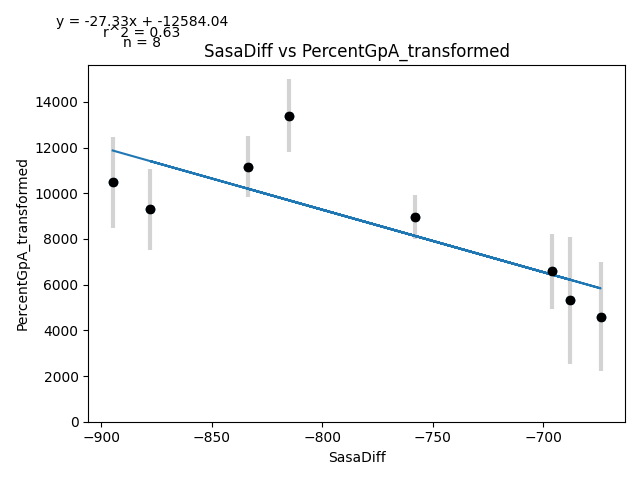 y = -27.33x + -12584.04
r^2 = 0.63
n = 8
SasaDiff vs PercentGpA_transformed
PercentGpA_transformed
14000
12000
10000
8000
6000
4000
2000
0
−900
−850
−800
−750
−700
SasaDiff